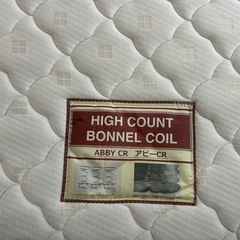 HIGH COUNT
BONNEL COIL
ABBY CR アビーCR